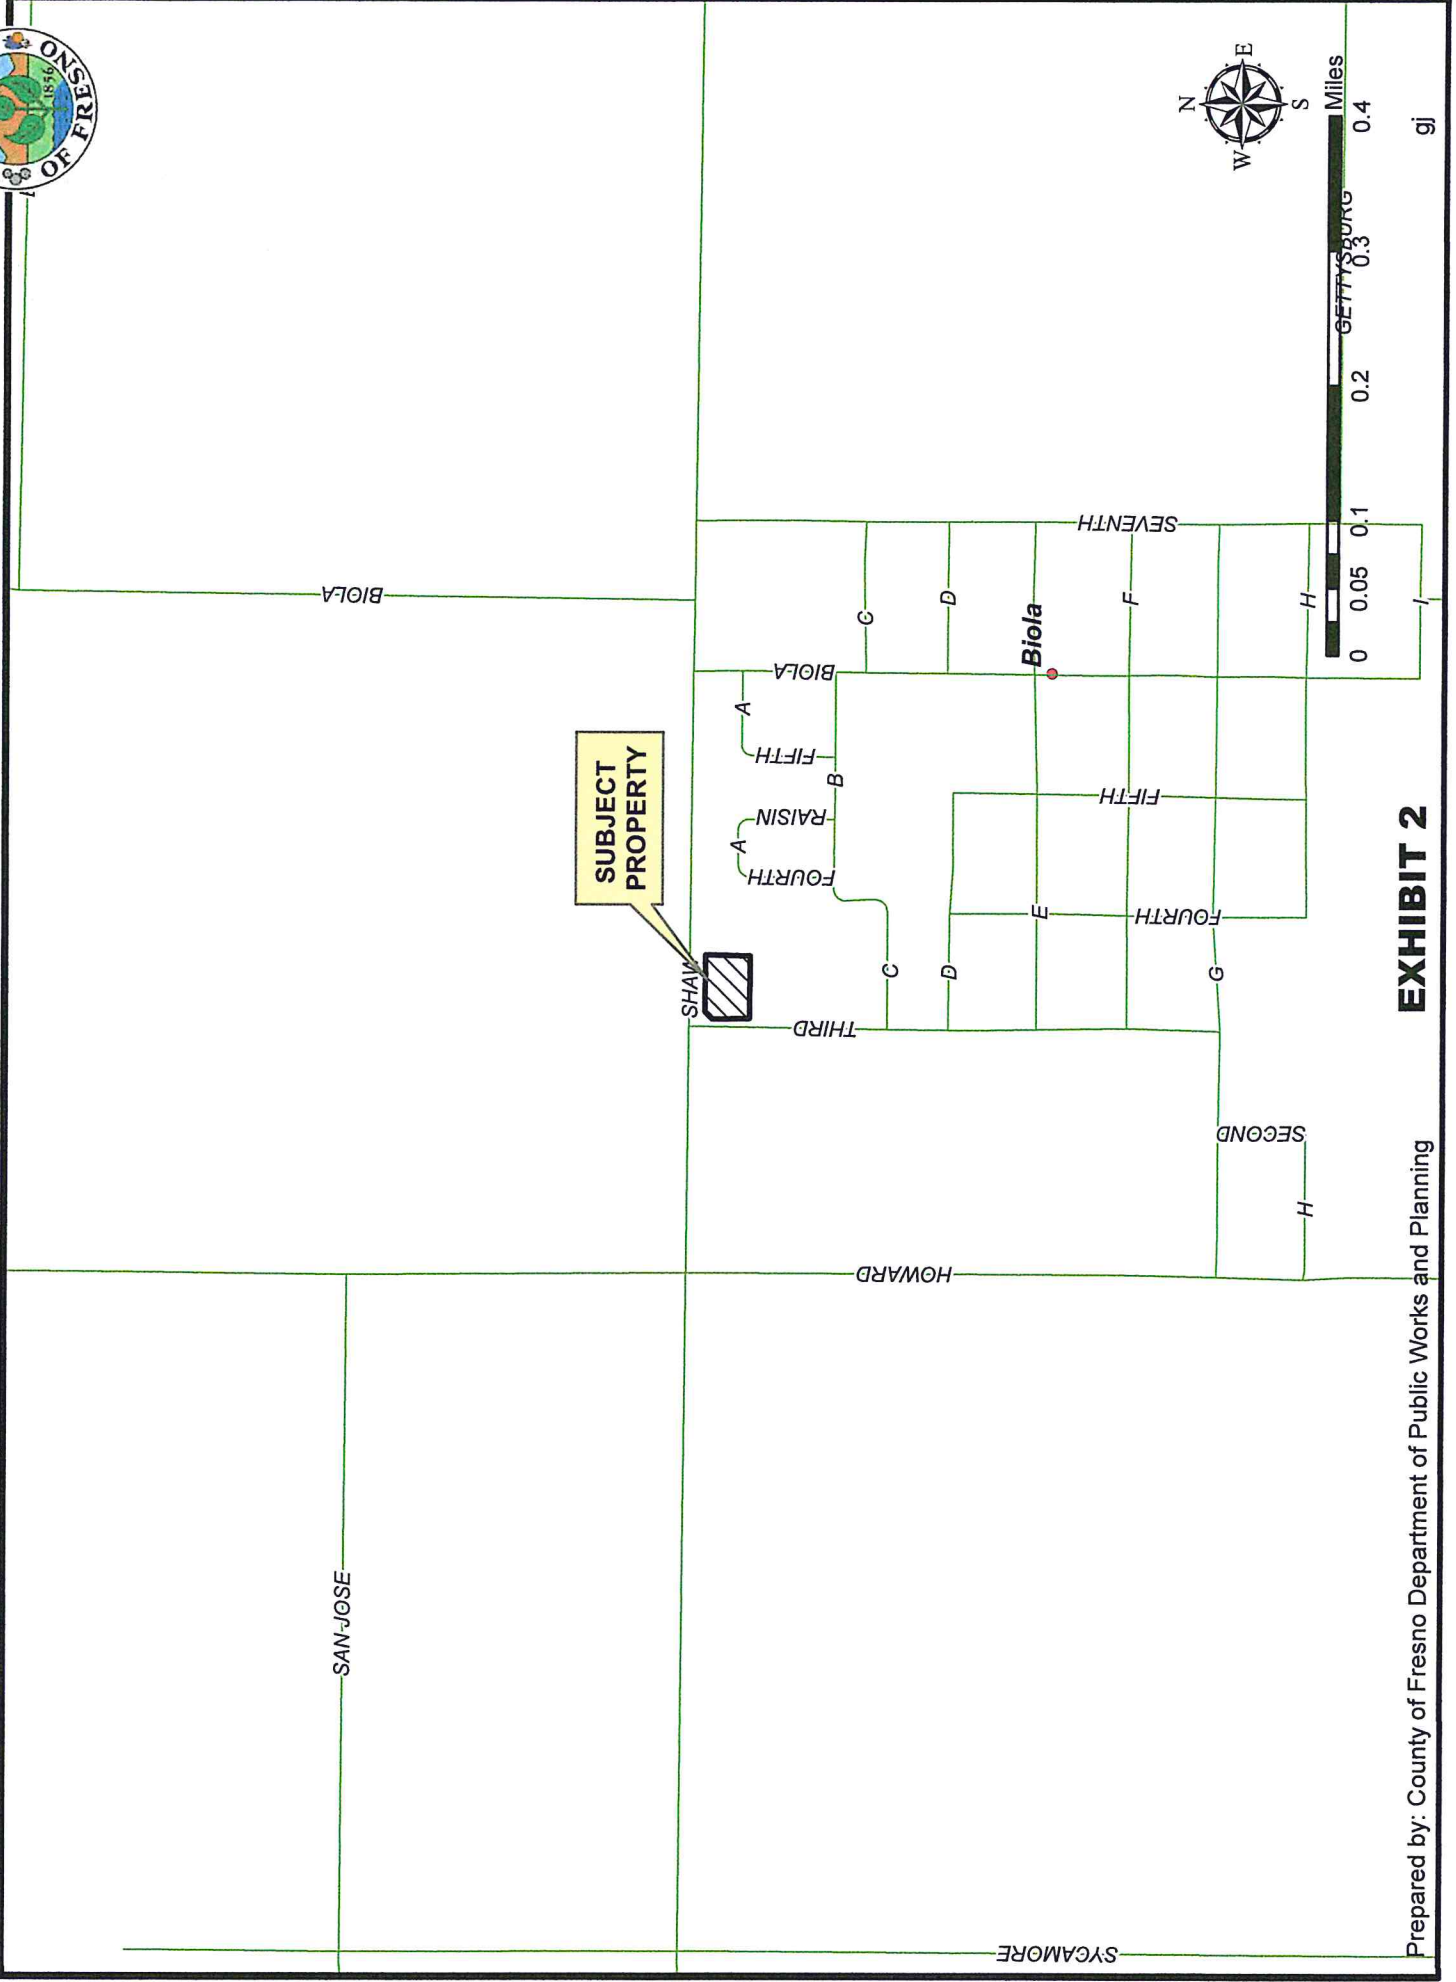 OF FRESNO
1856
SAN JOSE
BIOLA
SUBJECT
PROPERTY
SHAW
SYCAMORE
HOWARD
THIRD
FOURTH
A
RAISIN
FIFTH
A
BIOLA
B
C
C
D
D
E
Biola
FOURTH
FIFTH
F
SEVENTH
G
SECOND
H
H
I
GETTYSBURG
N
W
E
S
0 0.05 0.1 0.2 0.3 0.4
Miles
EXHIBIT 2
Prepared by: County of Fresno Department of Public Works and Planning
gj